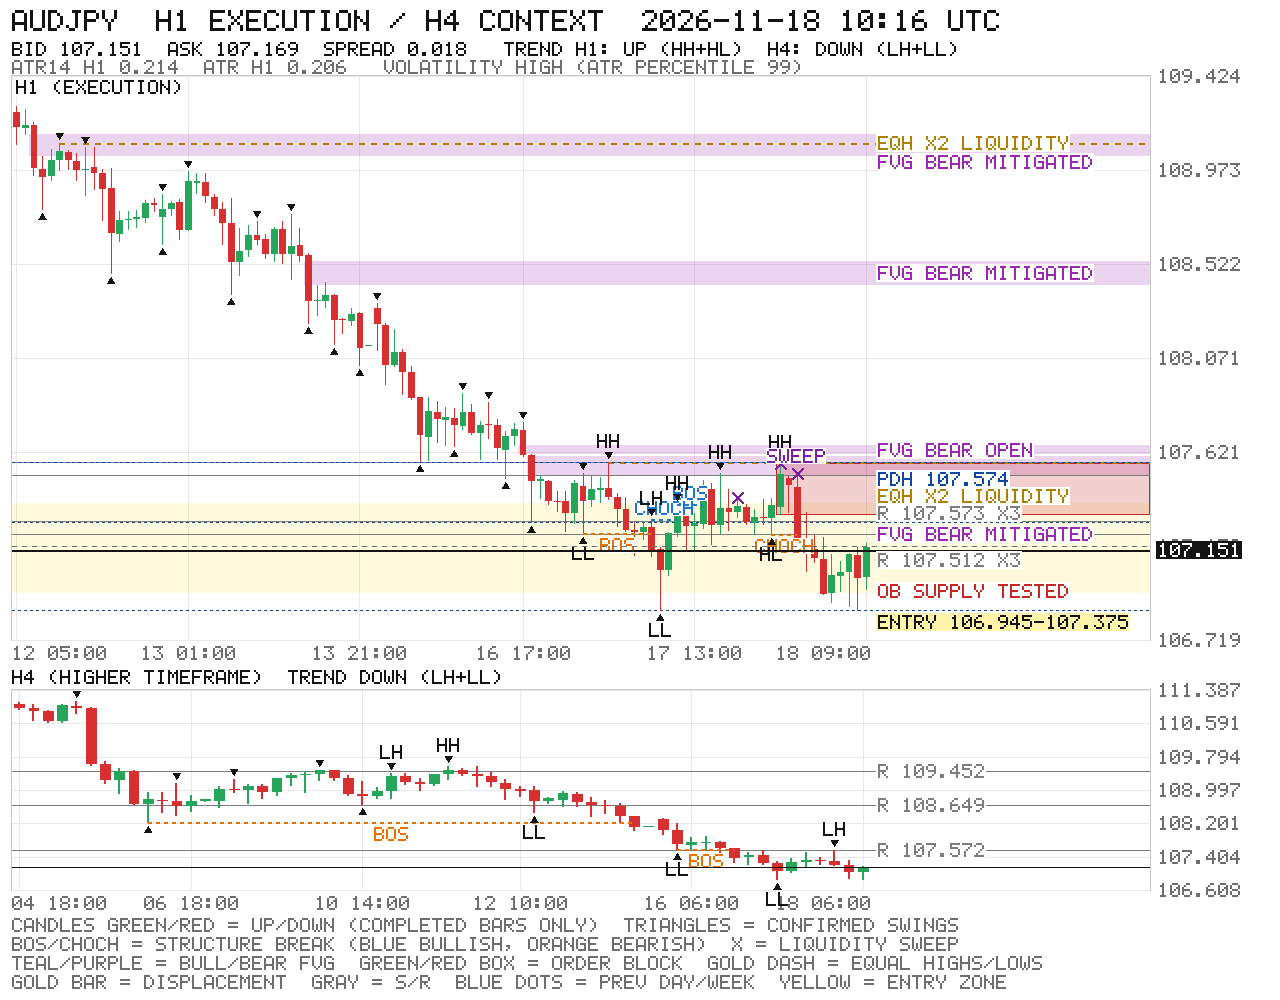 AUDJPY  H1 EXECUTION / H4 CONTEXT  2026-11-18 10:16 UTC
BID 107.151  ASK 107.169  SPREAD 0.018  TREND H1: UP (HH+HL)  H4: DOWN (LH+LL)
ATR14 H1 0.214  ATR H1 0.206  VOLATILITY HIGH (ATR PERCENTILE 99)
H1 (EXECUTION)
109.424
EQH X2 LIQUIDITY
FVG BEAR MITIGATED
108.973
108.522
FVG BEAR MITIGATED
108.071
HH
HH
HH
FVG BEAR OPEN
107.621
SWEEP
PDH 107.574
HH
LH
BOS
EQH X2 LIQUIDITY
CHOCH
R 107.573 X3
FVG BEAR MITIGATED
BOS
CHOCH
LL
HL
107.151
R 107.512 X3
OB SUPPLY TESTED
LL
ENTRY 106.945-107.375
106.719
12 05:00  13 01:00  13 21:00  16 17:00  17 13:00  18 09:00
H4 (HIGHER TIMEFRAME)  TREND DOWN (LH+LL)
111.387
110.591
LH
HH
109.794
R 109.452
108.997
R 108.649
108.201
BOS
LL
LH
R 107.572
107.404
BOS
LL
106.608
LL
04 18:00  06 18:00  10 14:00  12 10:00  16 06:00  18 06:00
CANDLES GREEN/RED = UP/DOWN (COMPLETED BARS ONLY)  TRIANGLES = CONFIRMED SWINGS
BOS/CHOCH = STRUCTURE BREAK (BLUE BULLISH, ORANGE BEARISH)  X = LIQUIDITY SWEEP
TEAL/PURPLE = BULL/BEAR FVG  GREEN/RED BOX = ORDER BLOCK  GOLD DASH = EQUAL HIGHS/LOWS
GOLD BAR = DISPLACEMENT  GRAY = S/R  BLUE DOTS = PREV DAY/WEEK  YELLOW = ENTRY ZONE